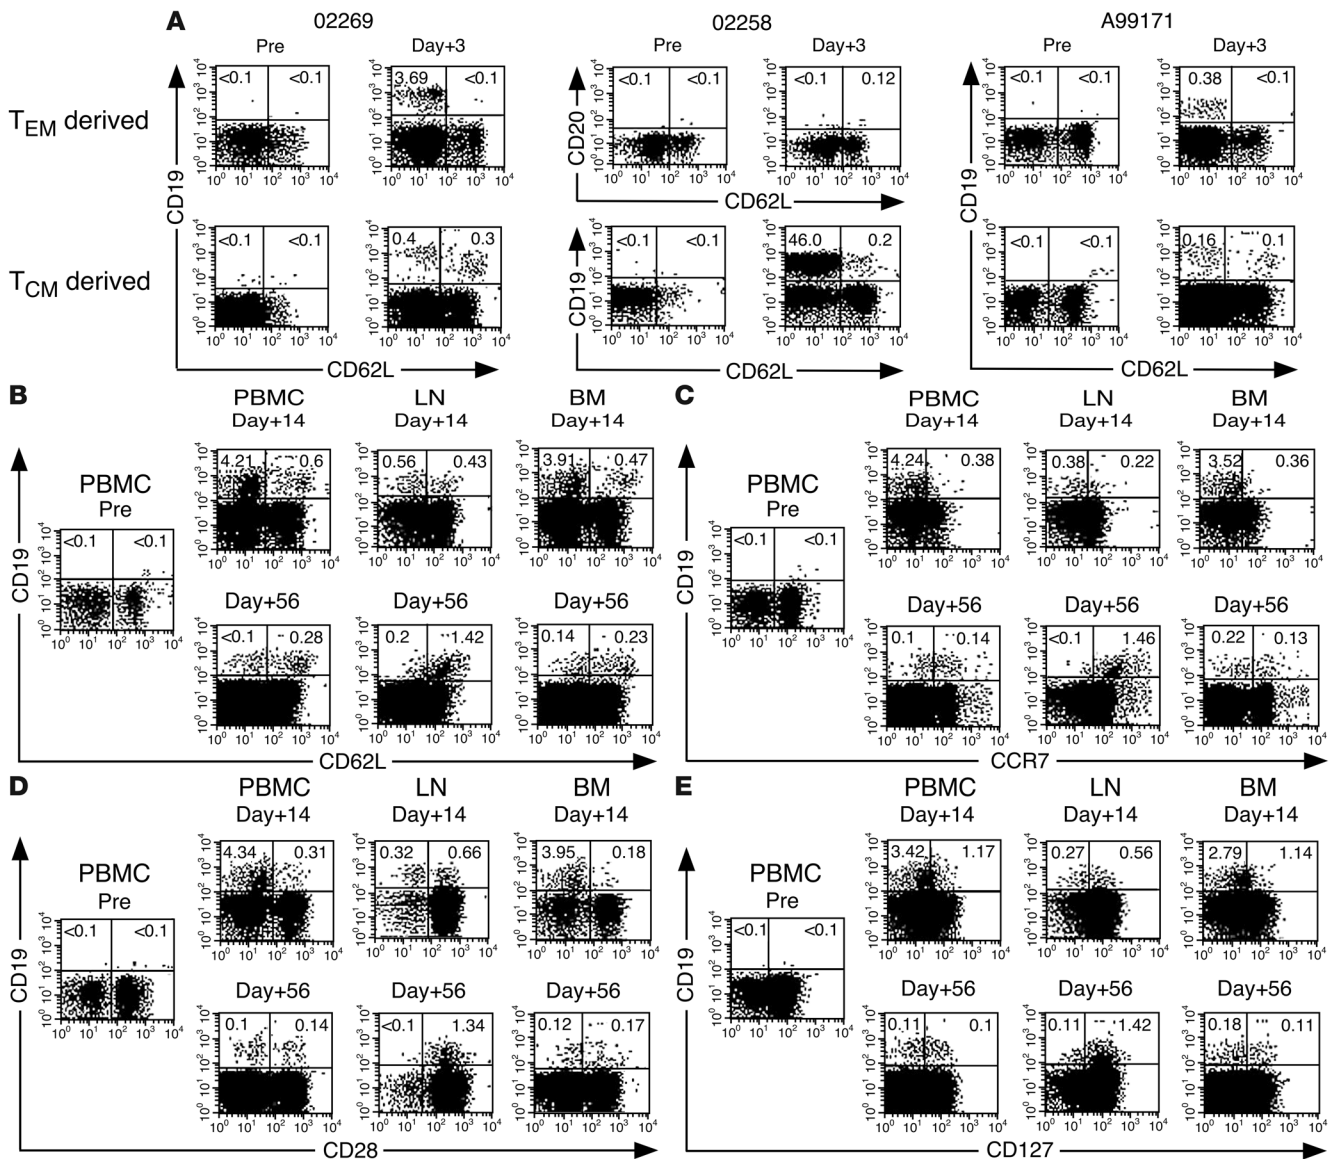 A
02269
02258
A99171
Pre
Day+3
Pre
Day+3
Pre
Day+3
TEM derived
<0.1
<0.1
3.69
<0.1
<0.1
<0.1
<0.1
0.12
<0.1
<0.1
0.38
<0.1
CD19
CD20
CD62L
CD19
TCM derived
<0.1
<0.1
0.4
0.3
<0.1
<0.1
46.0
0.2
<0.1
<0.1
0.16
0.1
CD19
CD62L
CD62L
CD62L
B
PBMC
LN
BM
Day+14
Day+14
Day+14
PBMC
Pre
<0.1
<0.1
4.21
0.6
0.56
0.43
3.91
0.47
CD19
Day+56
Day+56
Day+56
<0.1
0.28
0.2
1.42
0.14
0.23
CD62L
C
PBMC
LN
BM
Day+14
Day+14
Day+14
PBMC
Pre
<0.1
<0.1
4.24
0.38
0.38
0.22
3.52
0.36
CD19
Day+56
Day+56
Day+56
0.1
0.14
<0.1
1.46
0.22
0.13
CCR7
D
PBMC
LN
BM
Day+14
Day+14
Day+14
PBMC
Pre
<0.1
<0.1
4.34
0.31
0.32
0.66
3.95
0.18
CD19
Day+56
Day+56
Day+56
0.1
0.14
<0.1
1.34
0.12
0.17
CD28
E
PBMC
LN
BM
Day+14
Day+14
Day+14
PBMC
Pre
<0.1
<0.1
3.42
1.17
0.27
0.56
2.79
1.14
CD19
Day+56
Day+56
Day+56
0.11
0.1
0.11
1.42
0.18
0.11
CD127